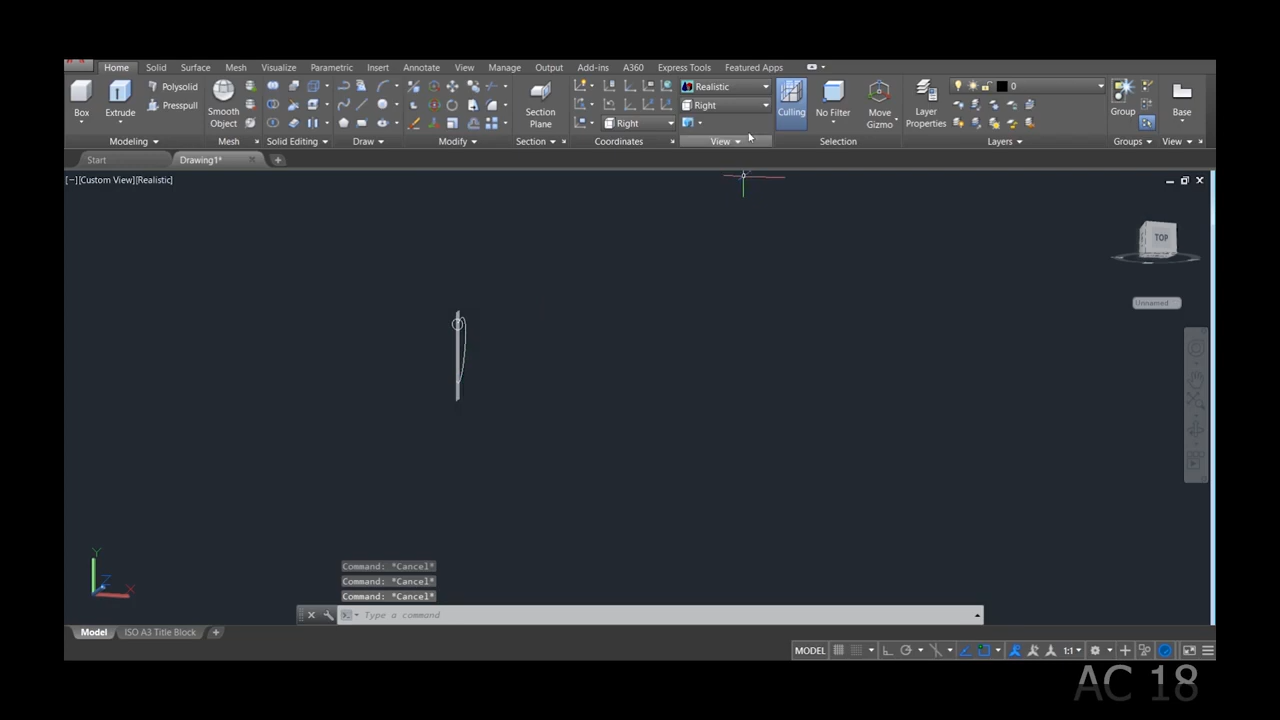 Home Solid Surface Mesh Visualize Parametric Insert Annotate View Manage Output Add-ins A360 Express Tools Featured Apps
Box
Extrude
Polysolid
Presspull
Smooth
Object
Section
Plane
Right
Realistic
Right
Culling
No Filter
Move
Gizmo
Layer
Properties
0
Group
Base
Modeling Mesh Solid Editing Draw Modify Section Coordinates View Selection Layers Groups View
Start Drawing1*
[−][Custom View][Realistic]
TOP
Unnamed
Y
Z
X
Command: *Cancel*
Command: *Cancel*
Command: *Cancel*
Type a command
Model ISO A3 Title Block
MODEL 1:1
AC 18